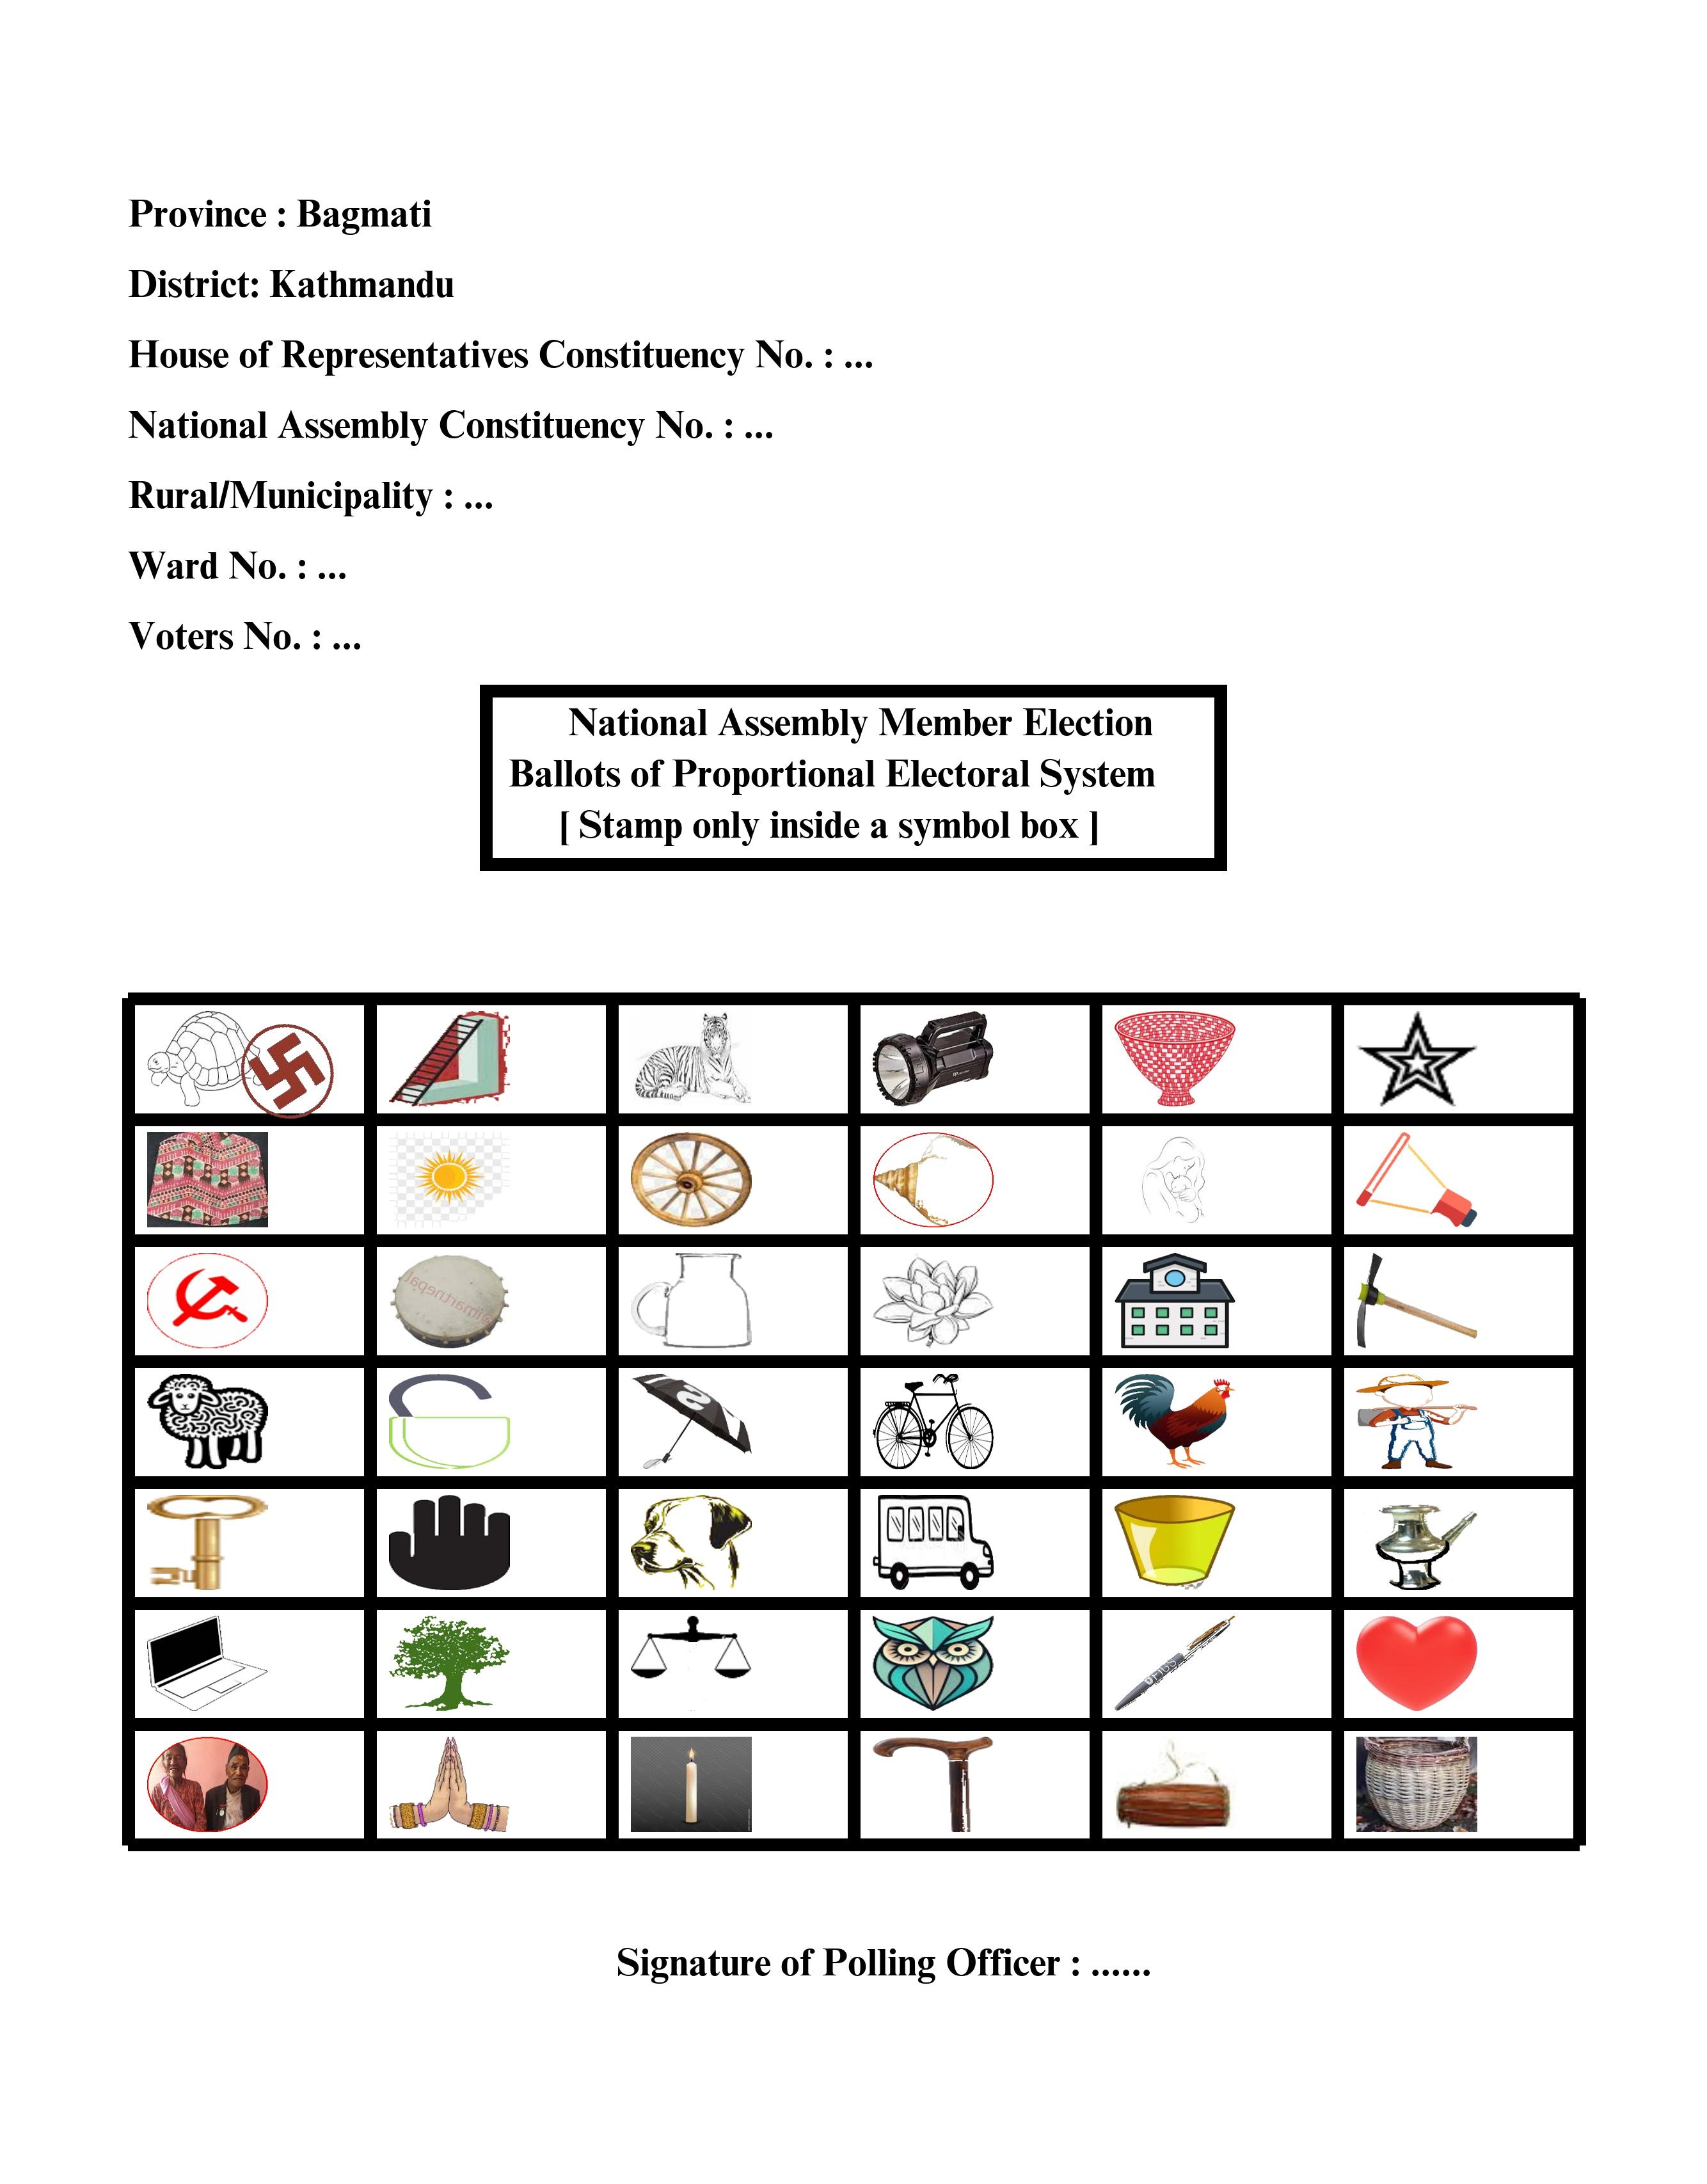 Province : Bagmati
District: Kathmandu
House of Representatives Constituency No. : ...
National Assembly Constituency No. : ...
Rural/Municipality : ...
Ward No. : ...
Voters No. : ...
National Assembly Member Election
Ballots of Proportional Electoral System
[ Stamp only inside a symbol box ]
Signature of Polling Officer : ......